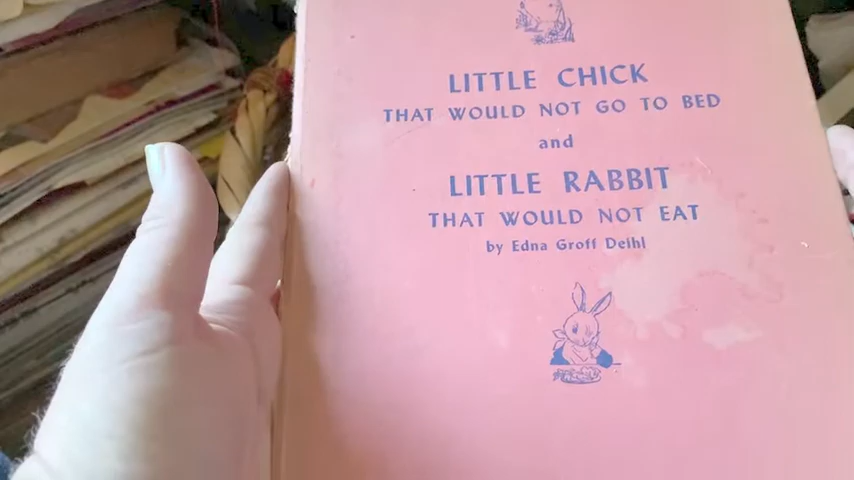 LITTLE CHICK
THAT WOULD NOT GO TO BED
and
LITTLE RABBIT
THAT WOULD NOT EAT
by Edna Groff Deihl